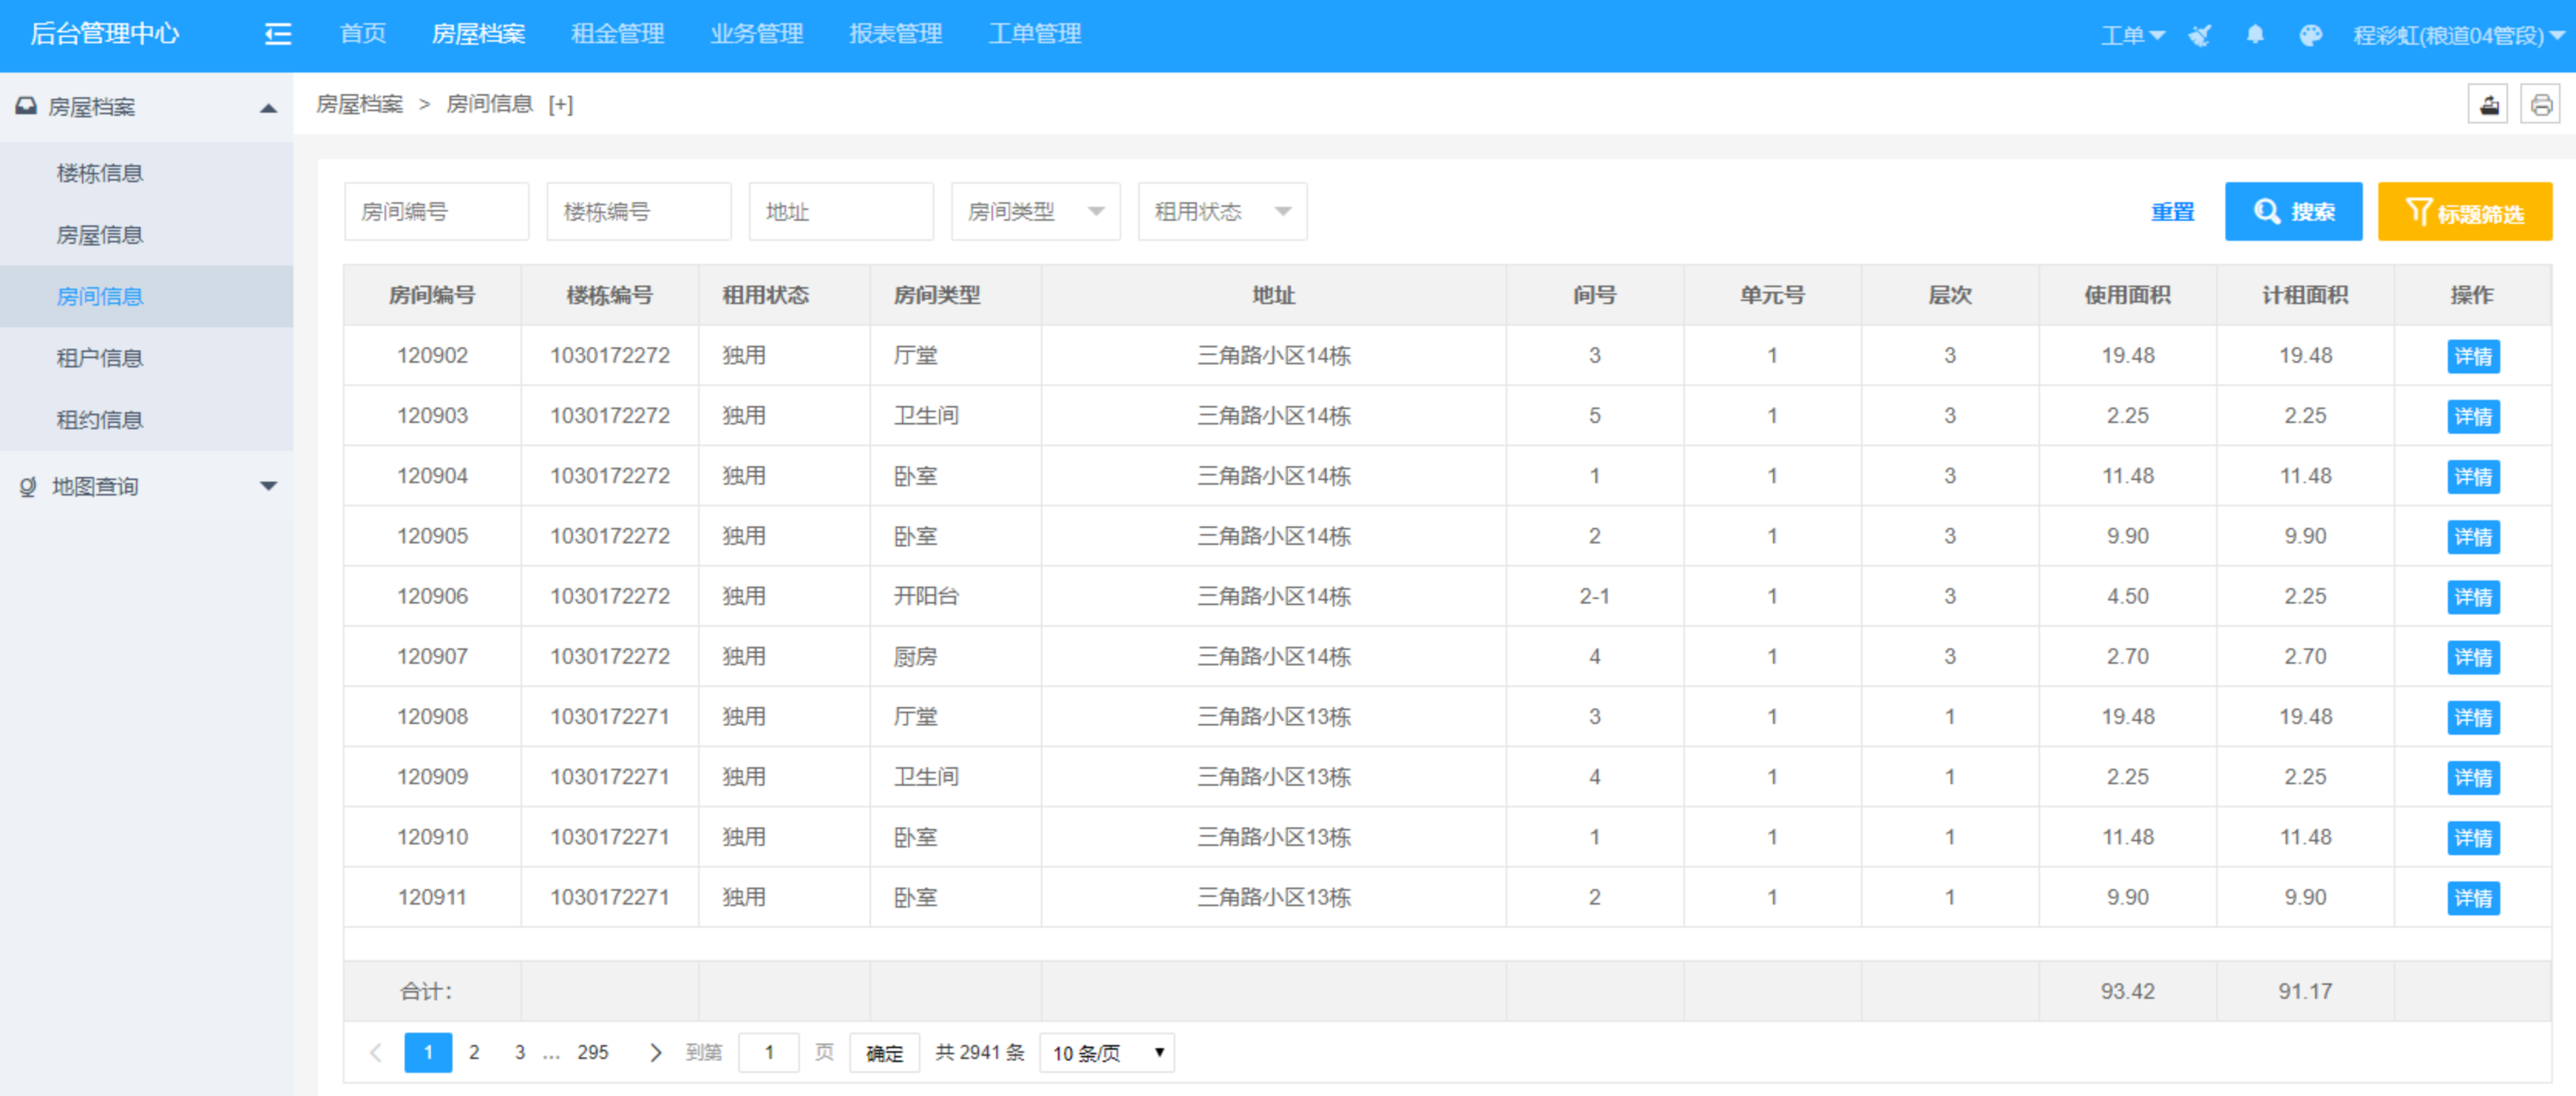 后台管理中心 首页 房屋档案 租金管理 业务管理 报表管理 工单管理 工单 程彩虹(粮道04管段)
房屋档案
楼栋信息
房屋信息
房间信息
租户信息
租约信息
地图查询
房屋档案 > 房间信息 [+]
房间编号 楼栋编号 地址 房间类型 租用状态 重置 搜索 标题筛选
房间编号 楼栋编号 租用状态 房间类型 地址 间号 单元号 层次 使用面积 计租面积 操作
120902 1030172272 独用 厅堂 三角路小区14栋 3 1 3 19.48 19.48 详情
120903 1030172272 独用 卫生间 三角路小区14栋 5 1 3 2.25 2.25 详情
120904 1030172272 独用 卧室 三角路小区14栋 1 1 3 11.48 11.48 详情
120905 1030172272 独用 卧室 三角路小区14栋 2 1 3 9.90 9.90 详情
120906 1030172272 独用 开阳台 三角路小区14栋 2-1 1 3 4.50 2.25 详情
120907 1030172272 独用 厨房 三角路小区14栋 4 1 3 2.70 2.70 详情
120908 1030172271 独用 厅堂 三角路小区13栋 3 1 1 19.48 19.48 详情
120909 1030172271 独用 卫生间 三角路小区13栋 4 1 1 2.25 2.25 详情
120910 1030172271 独用 卧室 三角路小区13栋 1 1 1 11.48 11.48 详情
120911 1030172271 独用 卧室 三角路小区13栋 2 1 1 9.90 9.90 详情
合计: 93.42 91.17
1 2 3 ... 295 到第 1 页 确定 共 2941 条 10 条/页